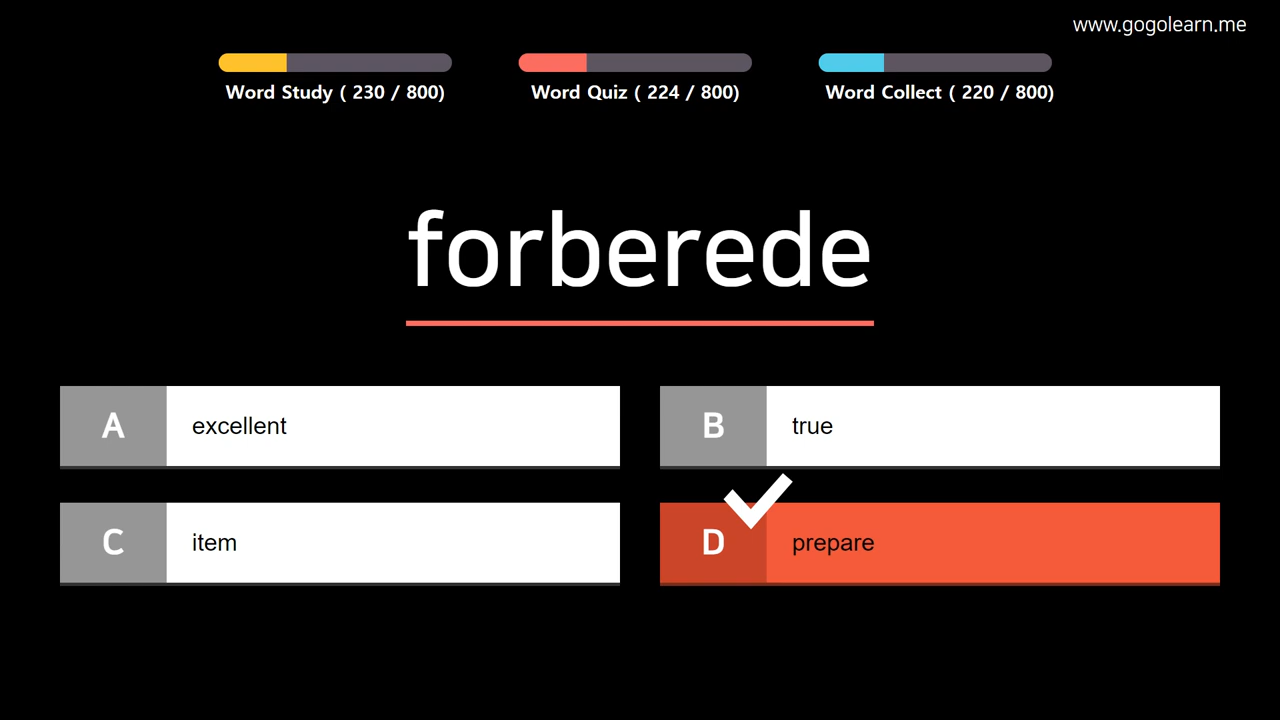 www.gogolearn.me
Word Study ( 230 / 800)
Word Quiz ( 224 / 800)
Word Collect ( 220 / 800)
forberede
A excellent
B true
C item
D prepare